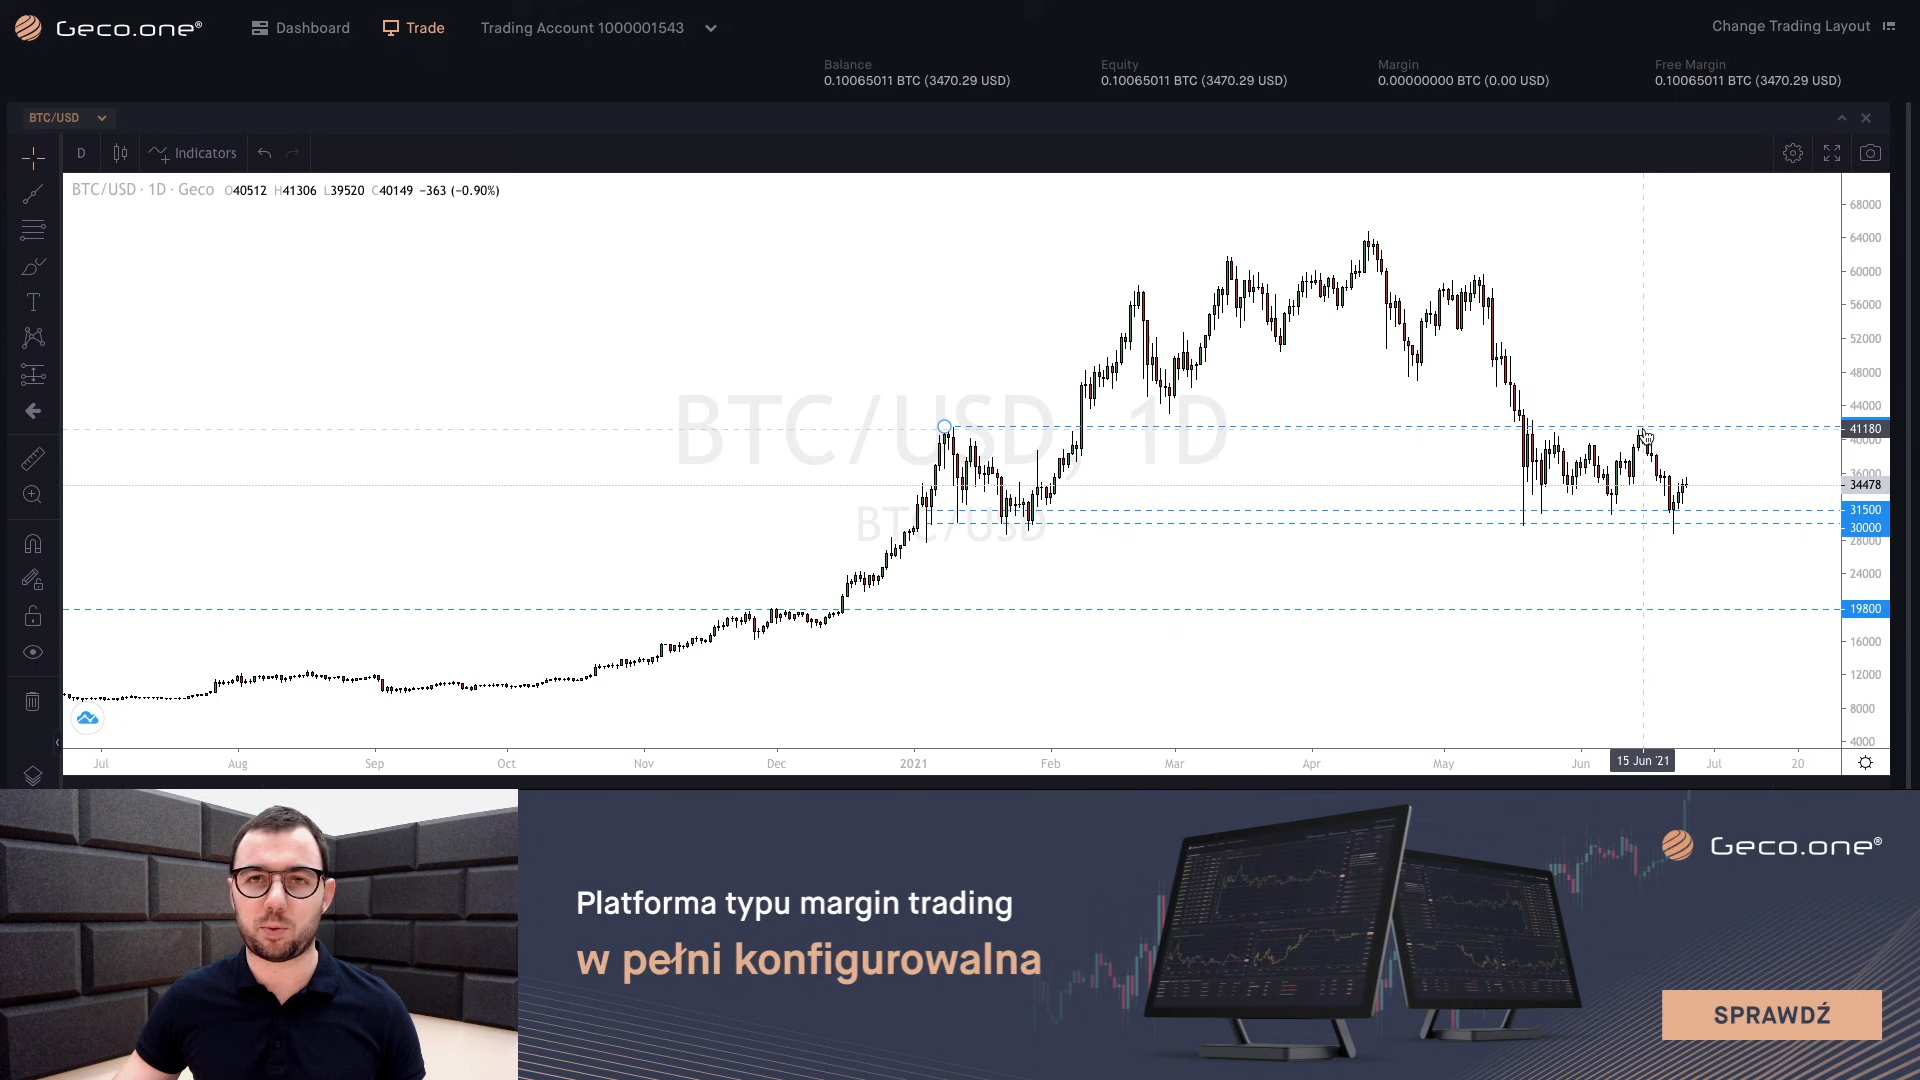 Geco.one®
Dashboard
Trade
Trading Account 1000001543
Change Trading Layout
Balance
0.10065011 BTC (3470.29 USD)
Equity
0.10065011 BTC (3470.29 USD)
Margin
0.00000000 BTC (0.00 USD)
Free Margin
0.10065011 BTC (3470.29 USD)
BTC/USD
D
Indicators
BTC/USD · 1D · Geco O40512 H41306 L39520 C40149 −363 (−0.90%)
BTC/USD, 1D
BTC/USD
68000
64000
60000
56000
52000
48000
44000
41180
40000
36000
34478
31500
30000
28000
24000
19800
16000
12000
8000
4000
Jul
Aug
Sep
Oct
Nov
Dec
2021
Feb
Mar
Apr
May
Jun
15 Jun '21
Jul
20
Geco.one®
Platforma typu margin trading
w pełni konfigurowalna
SPRAWDŹ